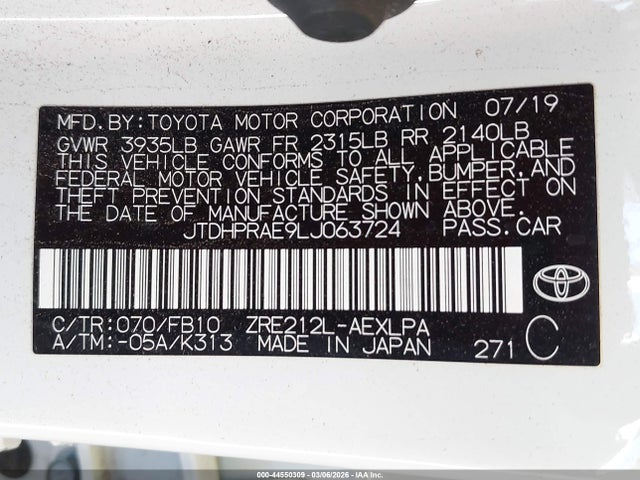 MFD.BY:TOYOTA MOTOR CORPORATION 07/19
GVWR 3935LB GAWR FR 2315LB RR 2140LB
THIS VEHICLE CONFORMS TO ALL APPLICABLE
FEDERAL MOTOR VEHICLE SAFETY,BUMPER,AND
THEFT PREVENTION STANDARDS IN EFFECT ON
THE DATE OF MANUFACTURE SHOWN ABOVE.
JTDHPRAE9LJ063724 PASS.CAR
C/TR:070/FB10 ZRE212L-AEXLPA
A/TM:-05A/K313 MADE IN JAPAN 271 C
000-44550309 - 03/06/2026 - Copyright IAA, Inc.